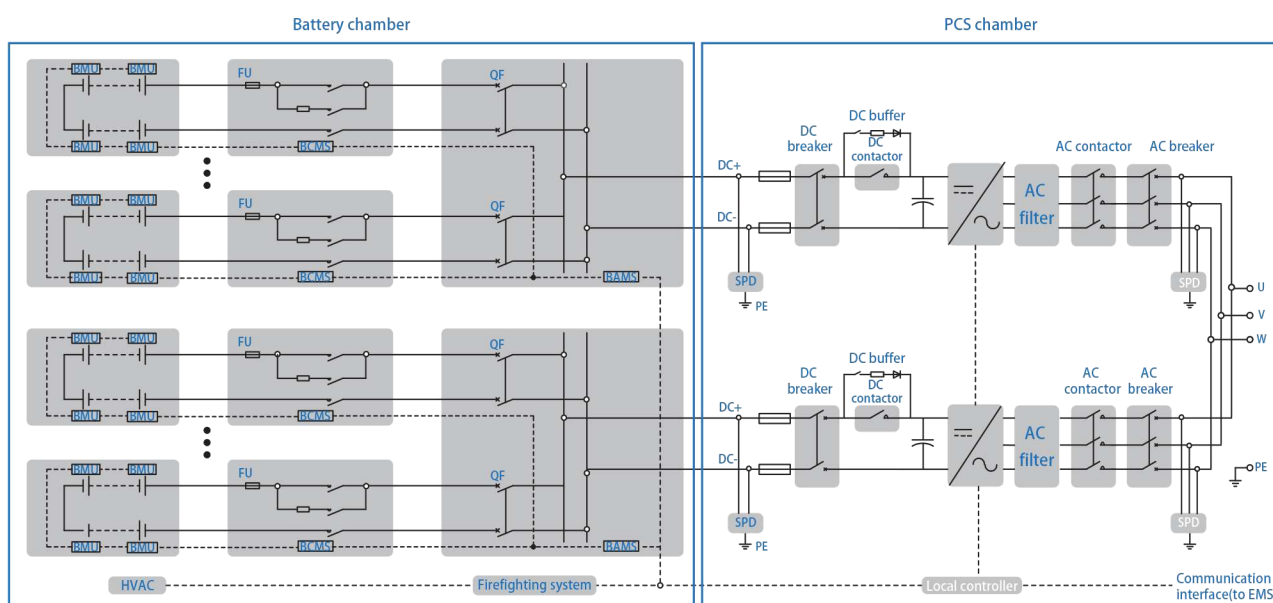 Battery chamber
PCS chamber
BMU BMU
FU
QF
BMU BMU
BCMS
BMU BMU
FU
QF
BMU BMU
BCMS
BAMS
DC+
DC-
DC
breaker
DC buffer
DC
contactor
AC
filter
AC contactor
AC breaker
SPD
PE
SPD
U
V
W
BMU BMU
FU
QF
BMU BMU
BCMS
BMU BMU
FU
QF
BMU BMU
BCMS
BAMS
DC+
DC-
DC
breaker
DC buffer
DC
contactor
AC
filter
AC
contactor
AC
breaker
SPD
PE
SPD
PE
HVAC
Firefighting system
Local controller
Communication
interface(to EMS